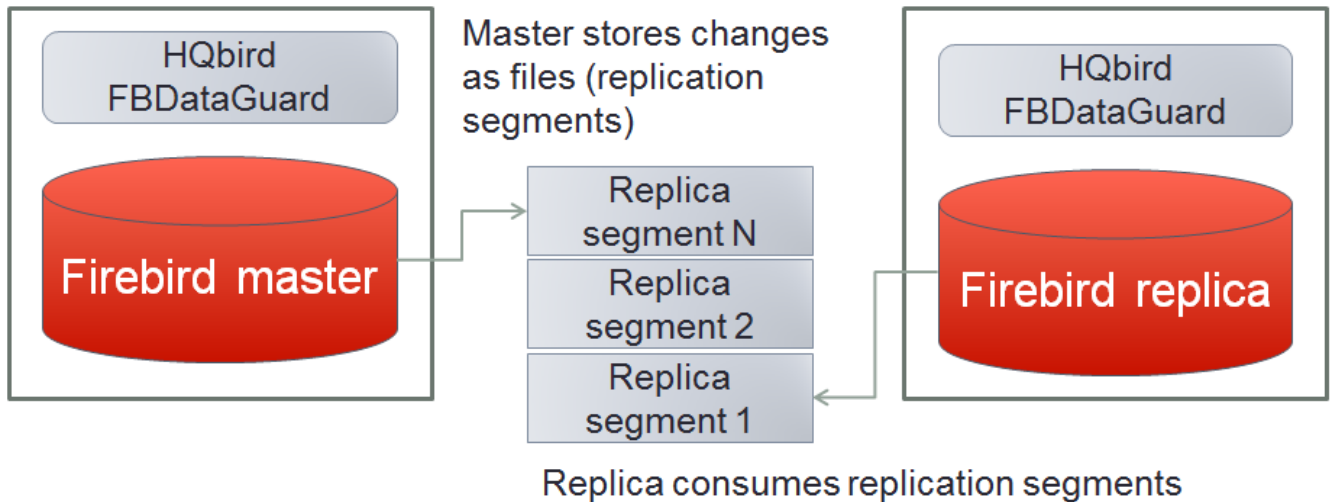 HQbird
FBDataGuard
Firebird master
Master stores changes
as files (replication
segments)
Replica
segment N
Replica
segment 2
Replica
segment 1
HQbird
FBDataGuard
Firebird replica
Replica consumes replication segments